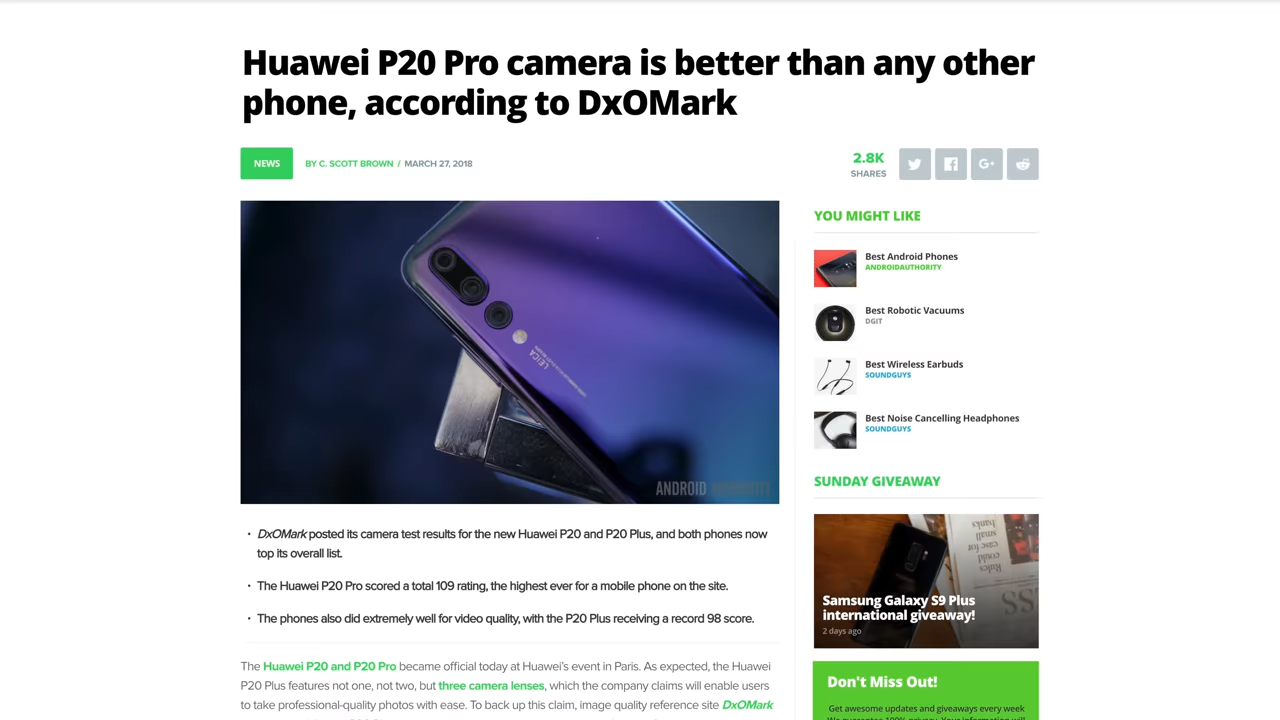 Huawei P20 Pro camera is better than any other
phone, according to DxOMark
NEWS
BY C. SCOTT BROWN / MARCH 27, 2018
2.8K
SHARES
G+
LEICA
ANDROID
DxOMark posted its camera test results for the new Huawei P20 and P20 Plus, and both phones now
top its overall list.
The Huawei P20 Pro scored a total 109 rating, the highest ever for a mobile phone on the site.
The phones also did extremely well for video quality, with the P20 Plus receiving a record 98 score.
The Huawei P20 and P20 Pro became official today at Huawei's event in Paris. As expected, the Huawei
P20 Plus features not one, not two, but three camera lenses, which the company claims will enable users
to take professional-quality photos with ease. To back up this claim, image quality reference site DxOMark
YOU MIGHT LIKE
Best Android Phones
ANDROIDAUTHORITY
Best Robotic Vacuums
DGIT
Best Wireless Earbuds
SOUNDGUYS
Best Noise Cancelling Headphones
SOUNDGUYS
SUNDAY GIVEAWAY
Rules
could
case for
small
banks
Samsung Galaxy S9 Plus
international giveaway!
2 days ago
Don't Miss Out!
Get awesome updates and giveaways every week